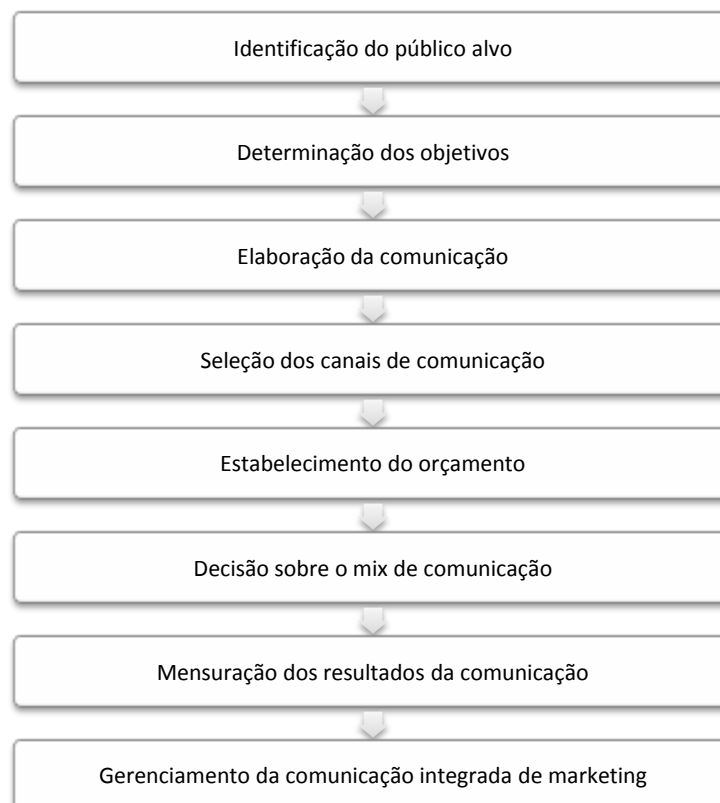 Identificação do público alvo
Determinação dos objetivos
Elaboração da comunicação
Seleção dos canais de comunicação
Estabelecimento do orçamento
Decisão sobre o mix de comunicação
Mensuração dos resultados da comunicação
Gerenciamento da comunicação integrada de marketing